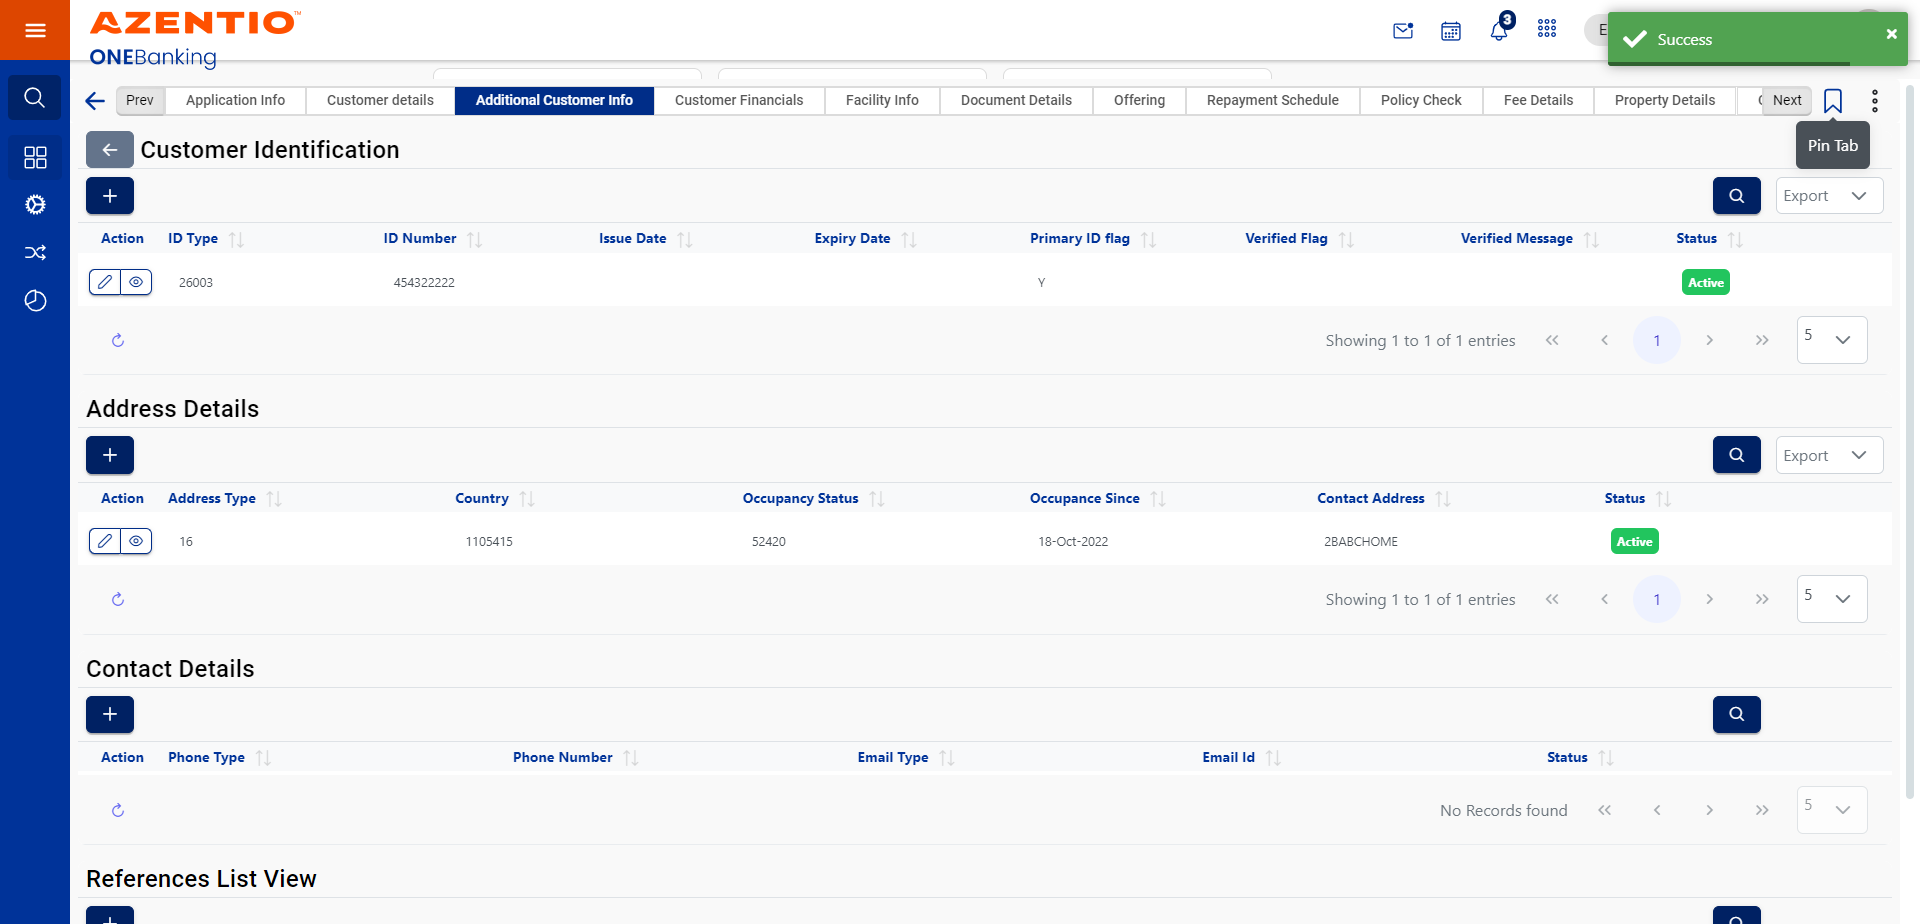 AZENTIO™
ONEBanking
3
E
Success
Prev
Application Info
Customer details
Additional Customer Info
Customer Financials
Facility Info
Document Details
Offering
Repayment Schedule
Policy Check
Fee Details
Property Details
Next
Pin Tab
Customer Identification
Export
Action ID Type ID Number Issue Date Expiry Date Primary ID flag Verified Flag Verified Message Status
26003 454322222 Y Active
Showing 1 to 1 of 1 entries 1 5
Address Details
Export
Action Address Type Country Occupancy Status Occupance Since Contact Address Status
16 1105415 52420 18-Oct-2022 2BABCHOME Active
Showing 1 to 1 of 1 entries 1 5
Contact Details
Action Phone Type Phone Number Email Type Email Id Status
No Records found 5
References List View